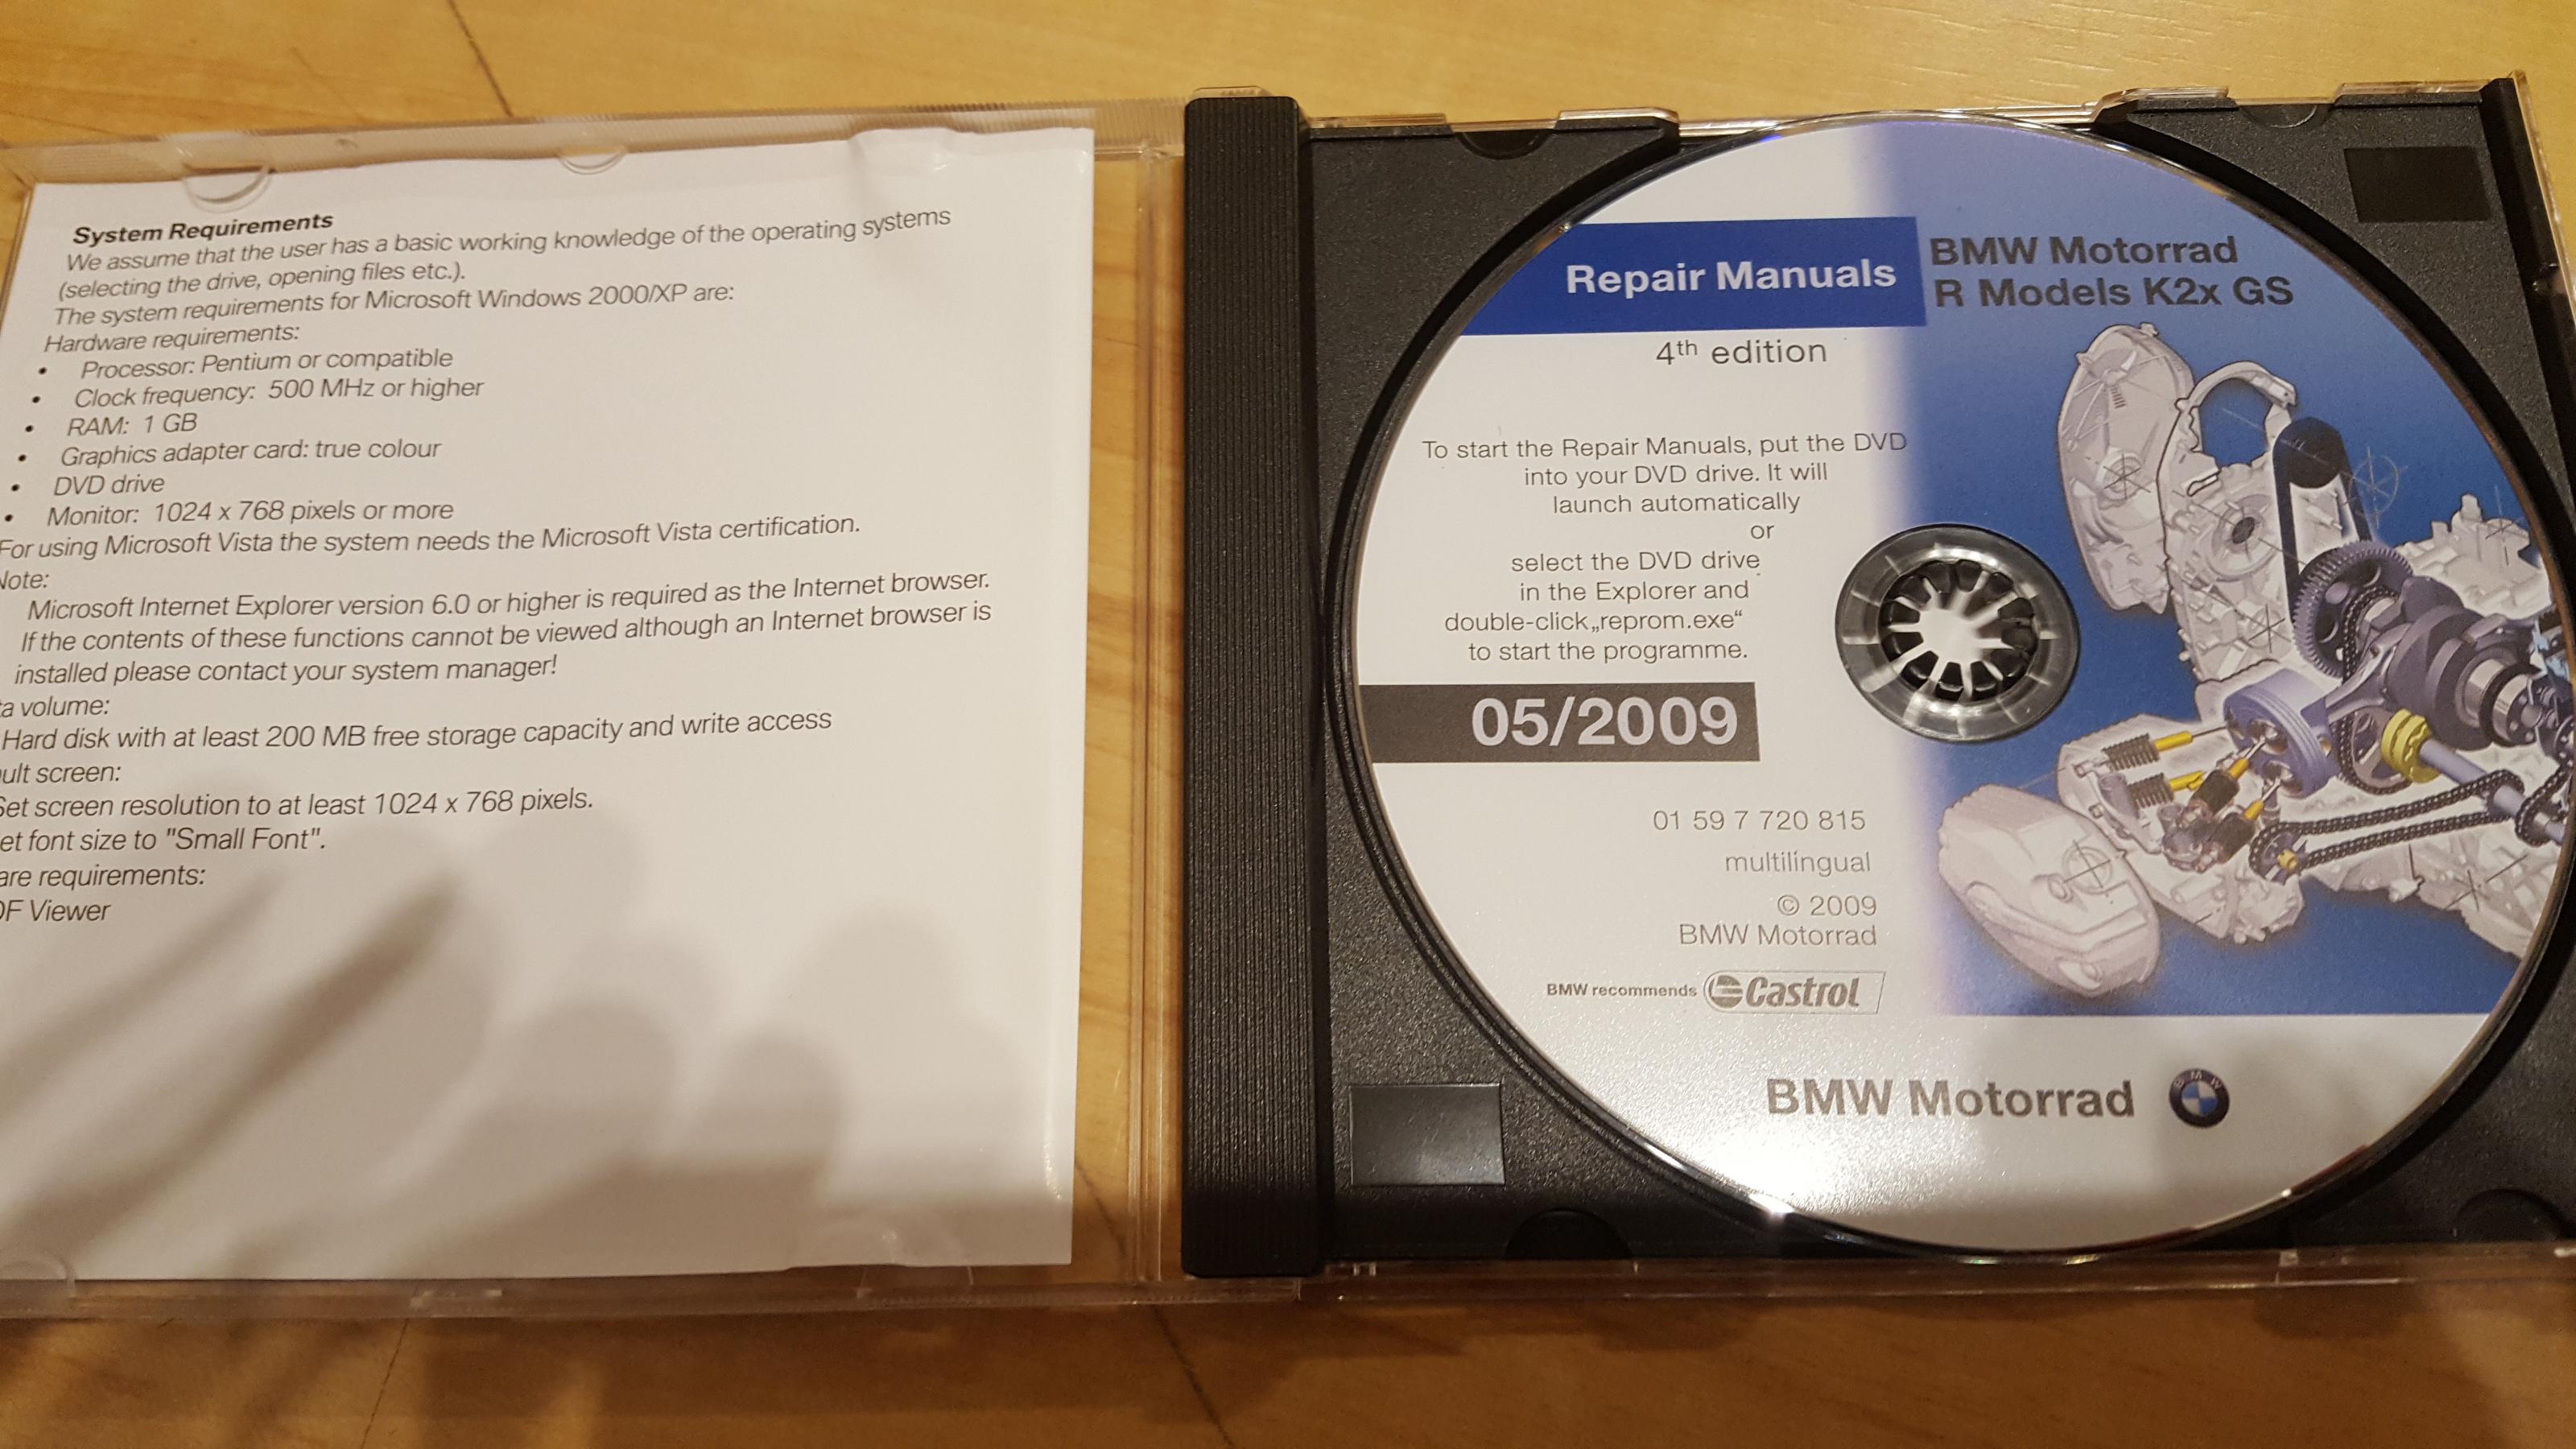 System Requirements
We assume that the user has a basic working knowledge of the operating systems
(selecting the drive, opening files etc.).
The system requirements for Microsoft Windows 2000/XP are:
Hardware requirements:
• Processor: Pentium or compatible
• Clock frequency: 500 MHz or higher
• RAM: 1 GB
• Graphics adapter card: true colour
• DVD drive
• Monitor: 1024 x 768 pixels or more
For using Microsoft Vista the system needs the Microsoft Vista certification.
Note:
Microsoft Internet Explorer version 6.0 or higher is required as the Internet browser.
If the contents of these functions cannot be viewed although an Internet browser is
installed please contact your system manager!
ta volume:
Hard disk with at least 200 MB free storage capacity and write access
ult screen:
Set screen resolution to at least 1024 x 768 pixels.
et font size to "Small Font".
are requirements:
DF Viewer
Repair Manuals
BMW Motorrad
R Models K2x GS
4th edition
To start the Repair Manuals, put the DVD
into your DVD drive. It will
launch automatically
or
select the DVD drive
in the Explorer and
double-click „reprom.exe“
to start the programme.
05/2009
01 59 7 720 815
multilingual
© 2009
BMW Motorrad
BMW recommends Castrol
BMW Motorrad
BMW